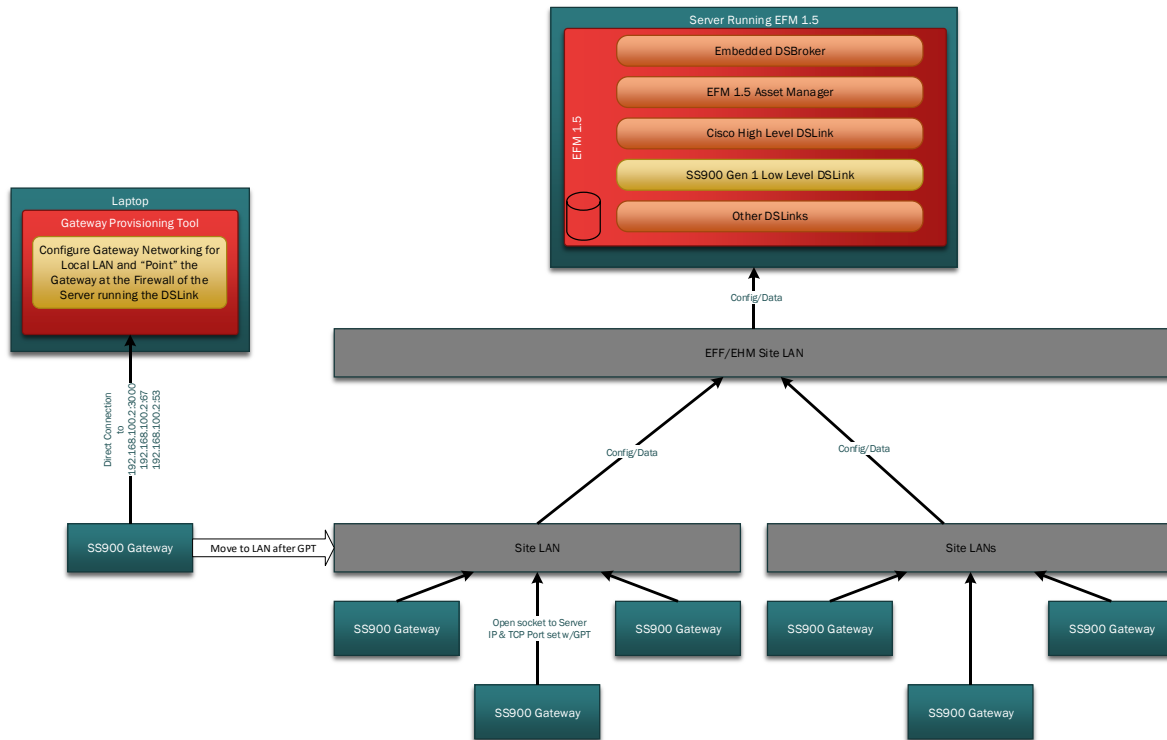 Server Running EFM 1.5
EFM 1.5
Embedded DSBroker
EFM 1.5 Asset Manager
Cisco High Level DSLink
SS900 Gen 1 Low Level DSLink
Other DSLinks
Laptop
Gateway Provisioning Tool
Configure Gateway Networking for
Local LAN and “Point” the
Gateway at the Firewall of the
Server running the DSLink
Config/Data
EFF/EHM Site LAN
Direct Connection
to
192.168.100.2:3000
192.168.100.2:67
192.168.100.2:53
Config/Data
Config/Data
SS900 Gateway
Move to LAN after GPT
Site LAN
Site LANs
SS900 Gateway
Open socket to Server
IP & TCP Port set w/GPT
SS900 Gateway
SS900 Gateway
SS900 Gateway
SS900 Gateway
SS900 Gateway